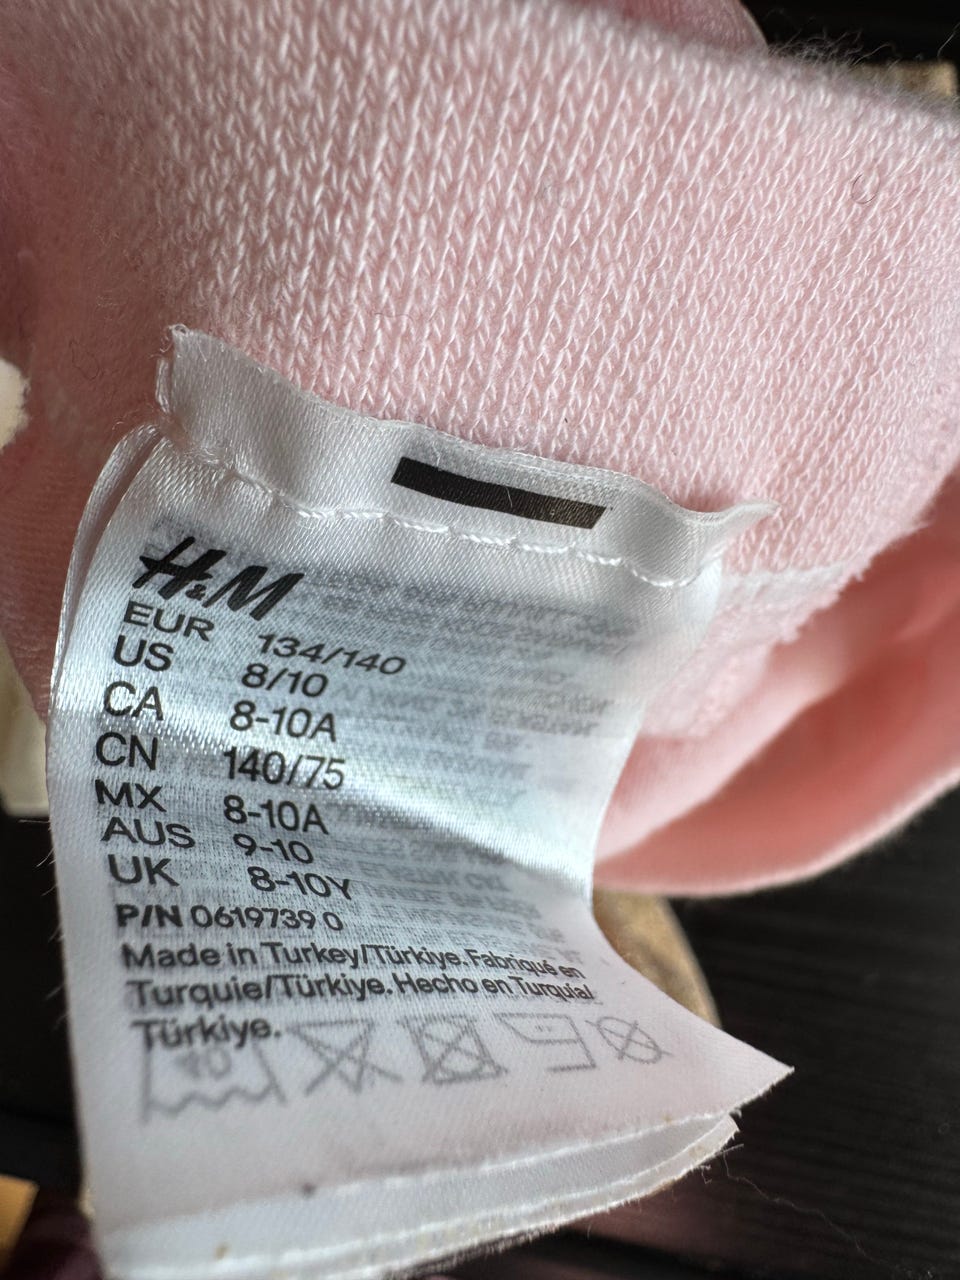 H&M
EUR 134/140
US 8/10
CA 8-10A
CN 140/75
MX 8-10A
AUS 9-10
UK 8-10Y
P/N 0619739 0
Made in Turkey/Türkiye. Fabriqué en
Turquie/Türkiye. Hecho en Turquía/
Türkiye.